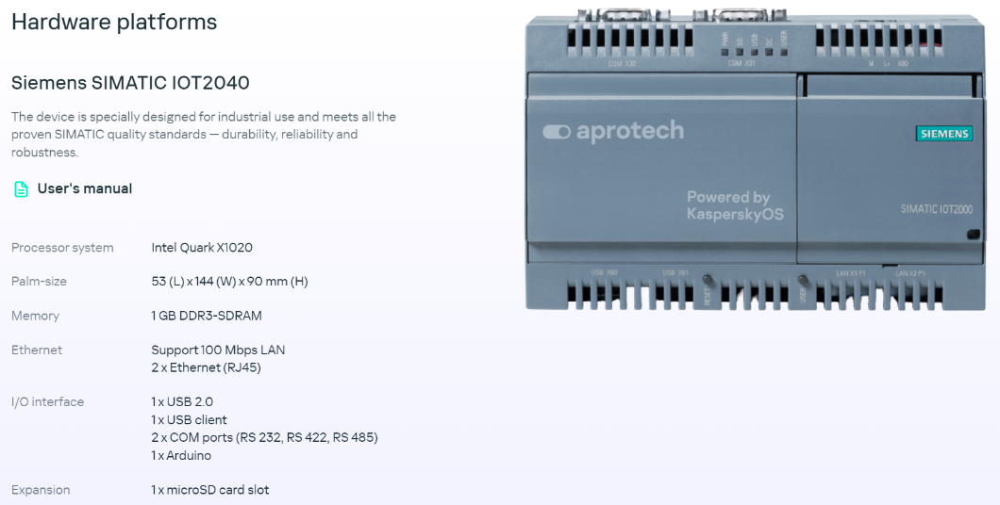 Hardware platforms
Siemens SIMATIC IOT2040
The device is specially designed for industrial use and meets all the
proven SIMATIC quality standards — durability, reliability and
robustness.
User's manual
Processor system Intel Quark X1020
Palm-size 53 (L) x 144 (W) x 90 mm (H)
Memory 1 GB DDR3-SDRAM
Ethernet Support 100 Mbps LAN
2 x Ethernet (RJ45)
I/O interface 1 x USB 2.0
1 x USB client
2 x COM ports (RS 232, RS 422, RS 485)
1 x Arduino
Expansion 1 x microSD card slot
PWR
SD
USB
DC
USER
COM X30
COM X31
M L+ X80
aprotech
SIEMENS
Powered by
KasperskyOS
SIMATIC IOT2000
USB X60
USB X61
RESET
USER
LAN X1 P1
LAN X2 P1